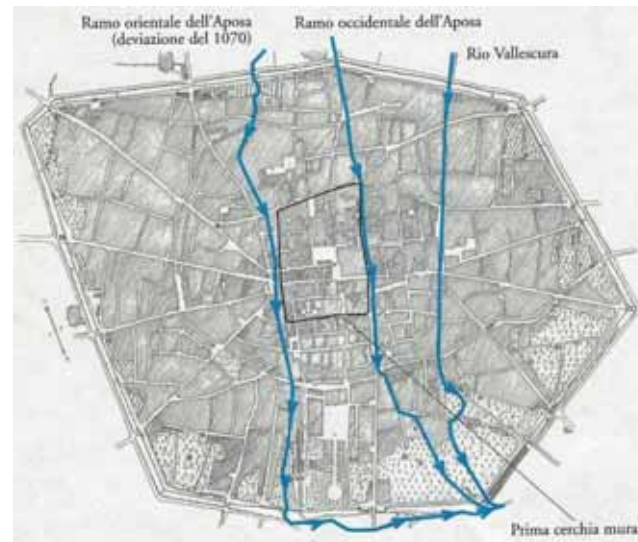 Ramo orientale dell'Aposa
(deviazione del 1070)
Ramo occidentale dell'Aposa
Rio Vallescura
Prima cerchia mura